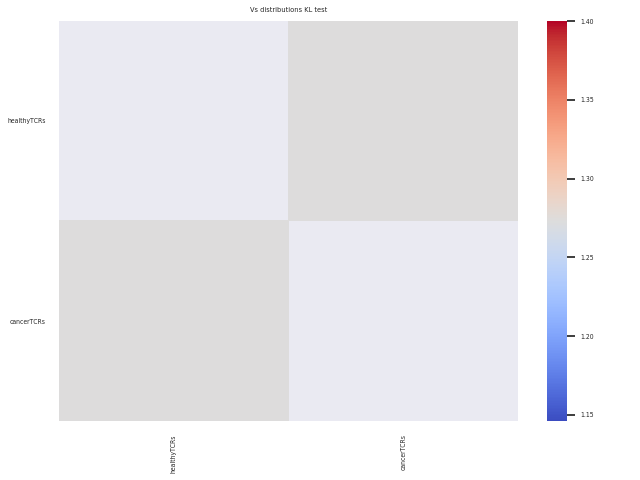 Vs distributions KL test
1.40
healthyTCRs
1.35
1.30
1.25
cancerTCRs
1.20
1.15
healthyTCRs
cancerTCRs